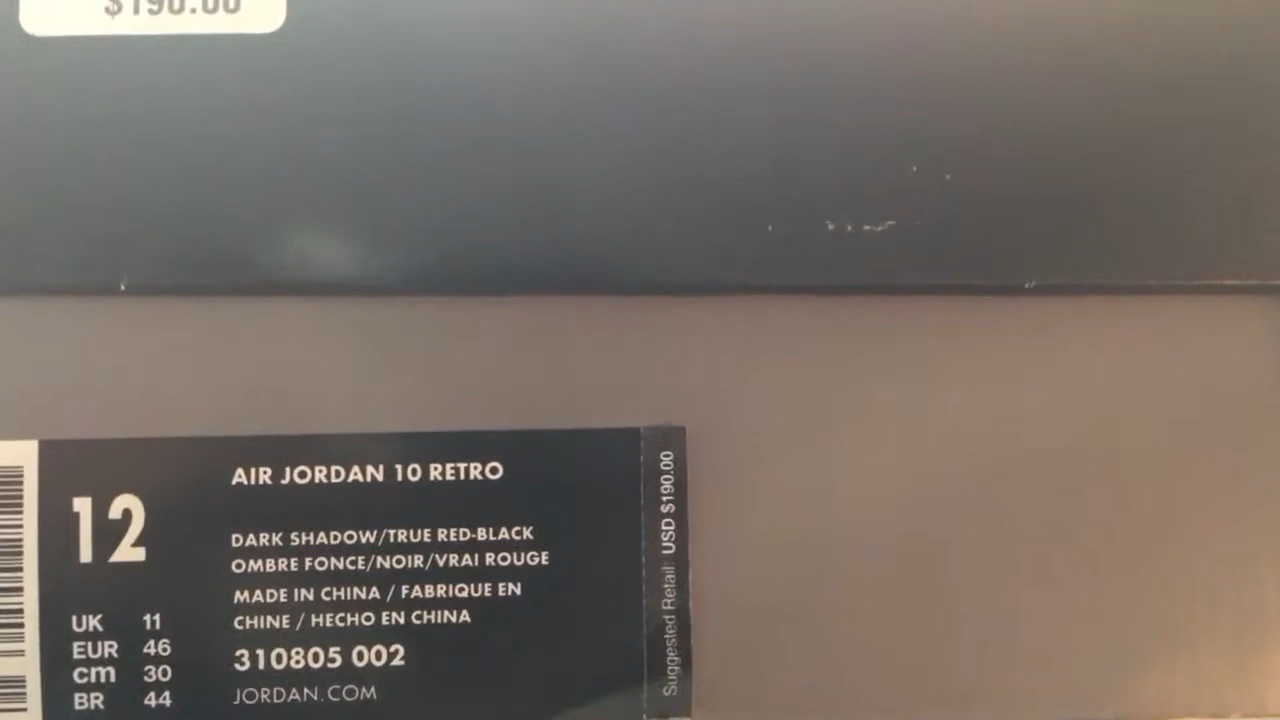 $190.00
AIR JORDAN 10 RETRO
12
DARK SHADOW/TRUE RED-BLACK
OMBRE FONCE/NOIR/VRAI ROUGE
MADE IN CHINA / FABRIQUE EN
CHINE / HECHO EN CHINA
310805 002
JORDAN.COM
UK 11
EUR 46
cm 30
BR 44
Suggested Retail: USD $190.00